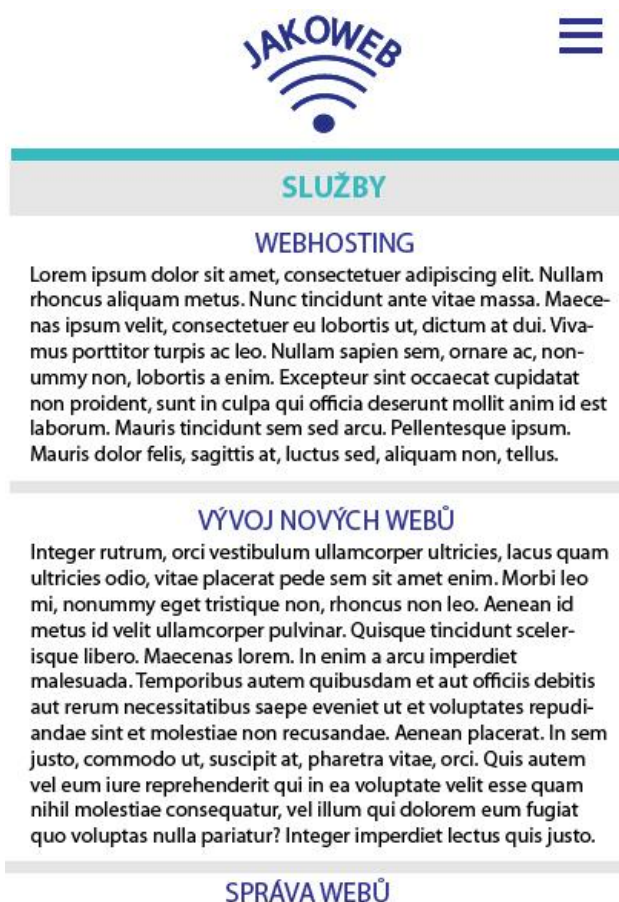 JAKOWEB
SLUŽBY
WEBHOSTING
Lorem ipsum dolor sit amet, consectetuer adipiscing elit. Nullam
rhoncus aliquam metus. Nunc tincidunt ante vitae massa. Maece-
nas ipsum velit, consectetuer eu lobortis ut, dictum at dui. Viva-
mus porttitor turpis ac leo. Nullam sapien sem, ornare ac, non-
ummy non, lobortis a enim. Excepteur sint occaecat cupidatat
non proident, sunt in culpa qui officia deserunt mollit anim id est
laborum. Mauris tincidunt sem sed arcu. Pellentesque ipsum.
Mauris dolor felis, sagittis at, luctus sed, aliquam non, tellus.
VÝVOJ NOVÝCH WEBŮ
Integer rutrum, orci vestibulum ullamcorper ultricies, lacus quam
ultricies odio, vitae placerat pede sem sit amet enim. Morbi leo
mi, nonummy eget tristique non, rhoncus non leo. Aenean id
metus id velit ullamcorper pulvinar. Quisque tincidunt sceler-
isque libero. Maecenas lorem. In enim a arcu imperdiet
malesuada. Temporibus autem quibusdam et aut officiis debitis
aut rerum necessitatibus saepe eveniet ut et voluptates repudi-
andae sint et molestiae non recusandae. Aenean placerat. In sem
justo, commodo ut, suscipit at, pharetra vitae, orci. Quis autem
vel eum iure reprehenderit qui in ea voluptate velit esse quam
nihil molestiae consequatur, vel illum qui dolorem eum fugiat
quo voluptas nulla pariatur? Integer imperdiet lectus quis justo.
SPRÁVA WEBŮ